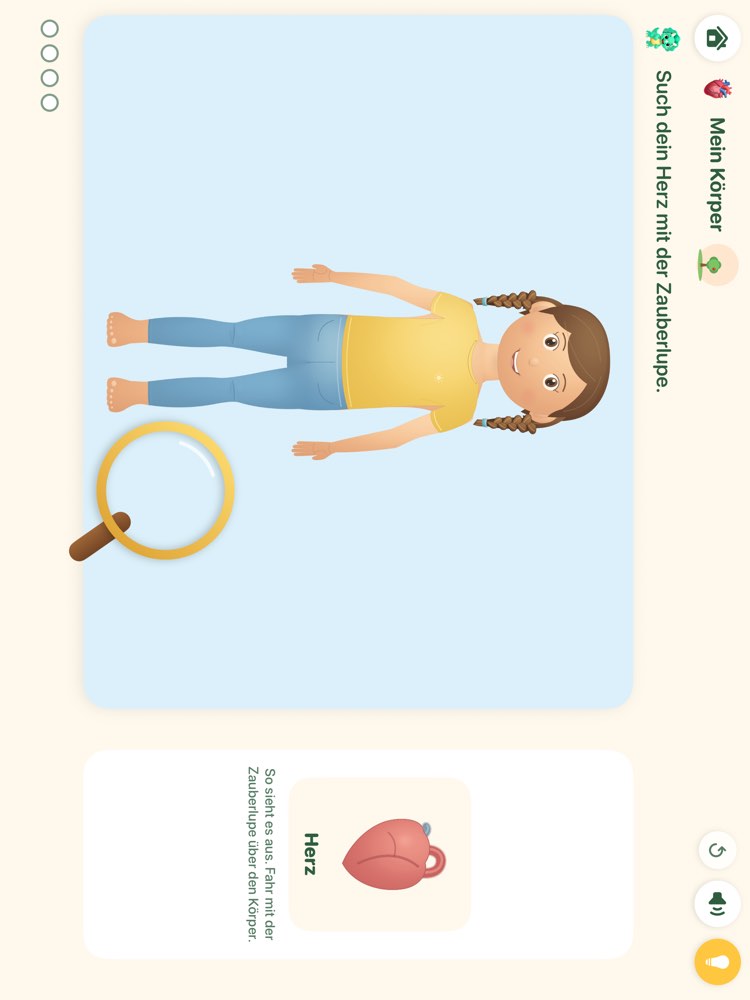 Mein Körper
Such dein Herz mit der Zauberlupe.
Herz
So sieht es aus. Fahr mit der
Zauberlupe über den Körper.